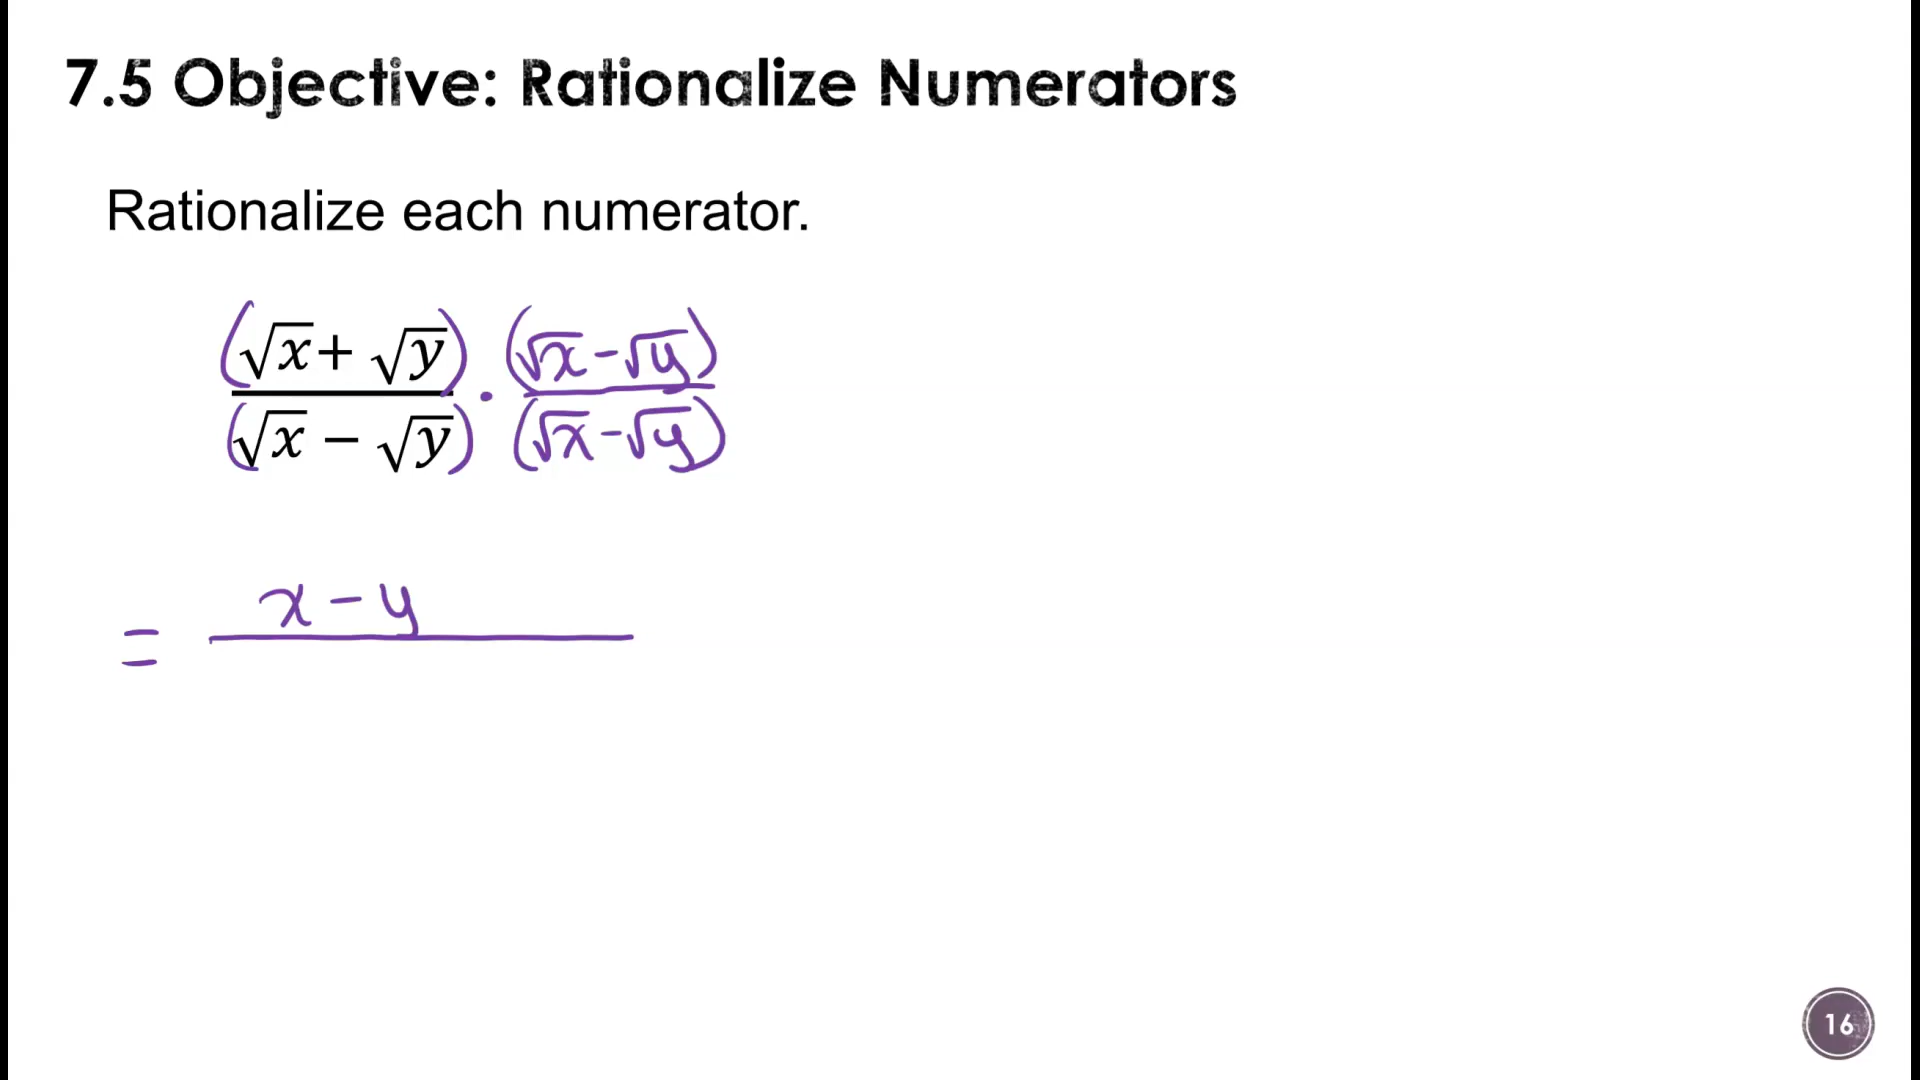 7.5 Objective: Rationalize Numerators
Rationalize each numerator.
(√x + √y) · (√x - √y)
(√x − √y) (√x - √y)
= x - y
16